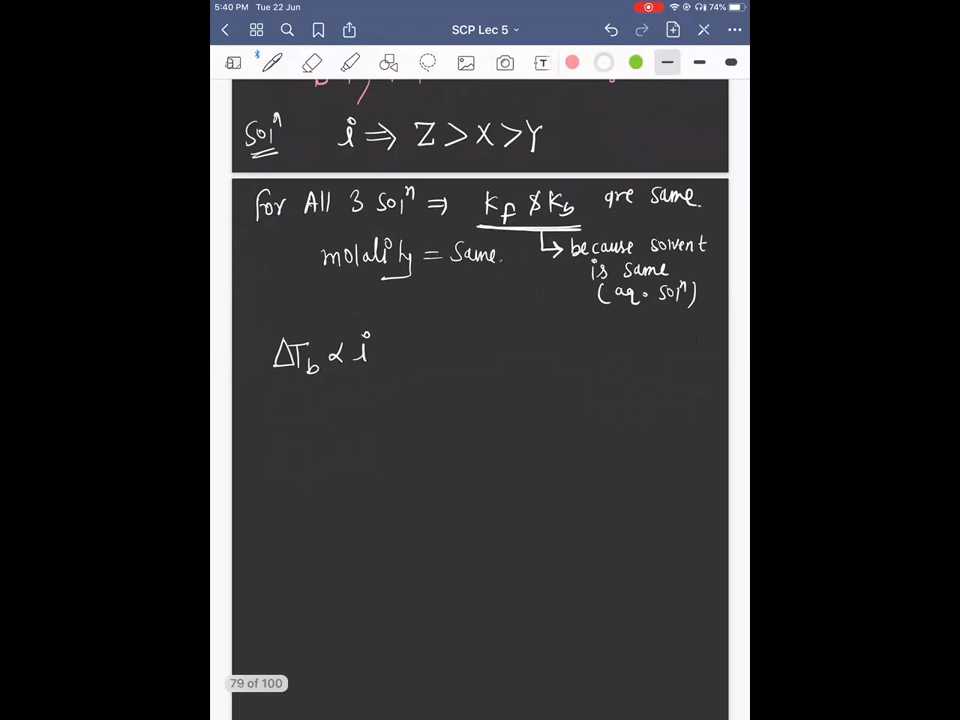 5:40 PM Tue 22 Jun
74%
SCP Lec 5
T
Solⁿ i ⇒ Z > X > Y
for All 3 Solⁿ ⇒ Kf & Kb are same.
molality = Same.
because solvent
is same
(aq. solⁿ)
ΔTb ∝ i
79 of 100